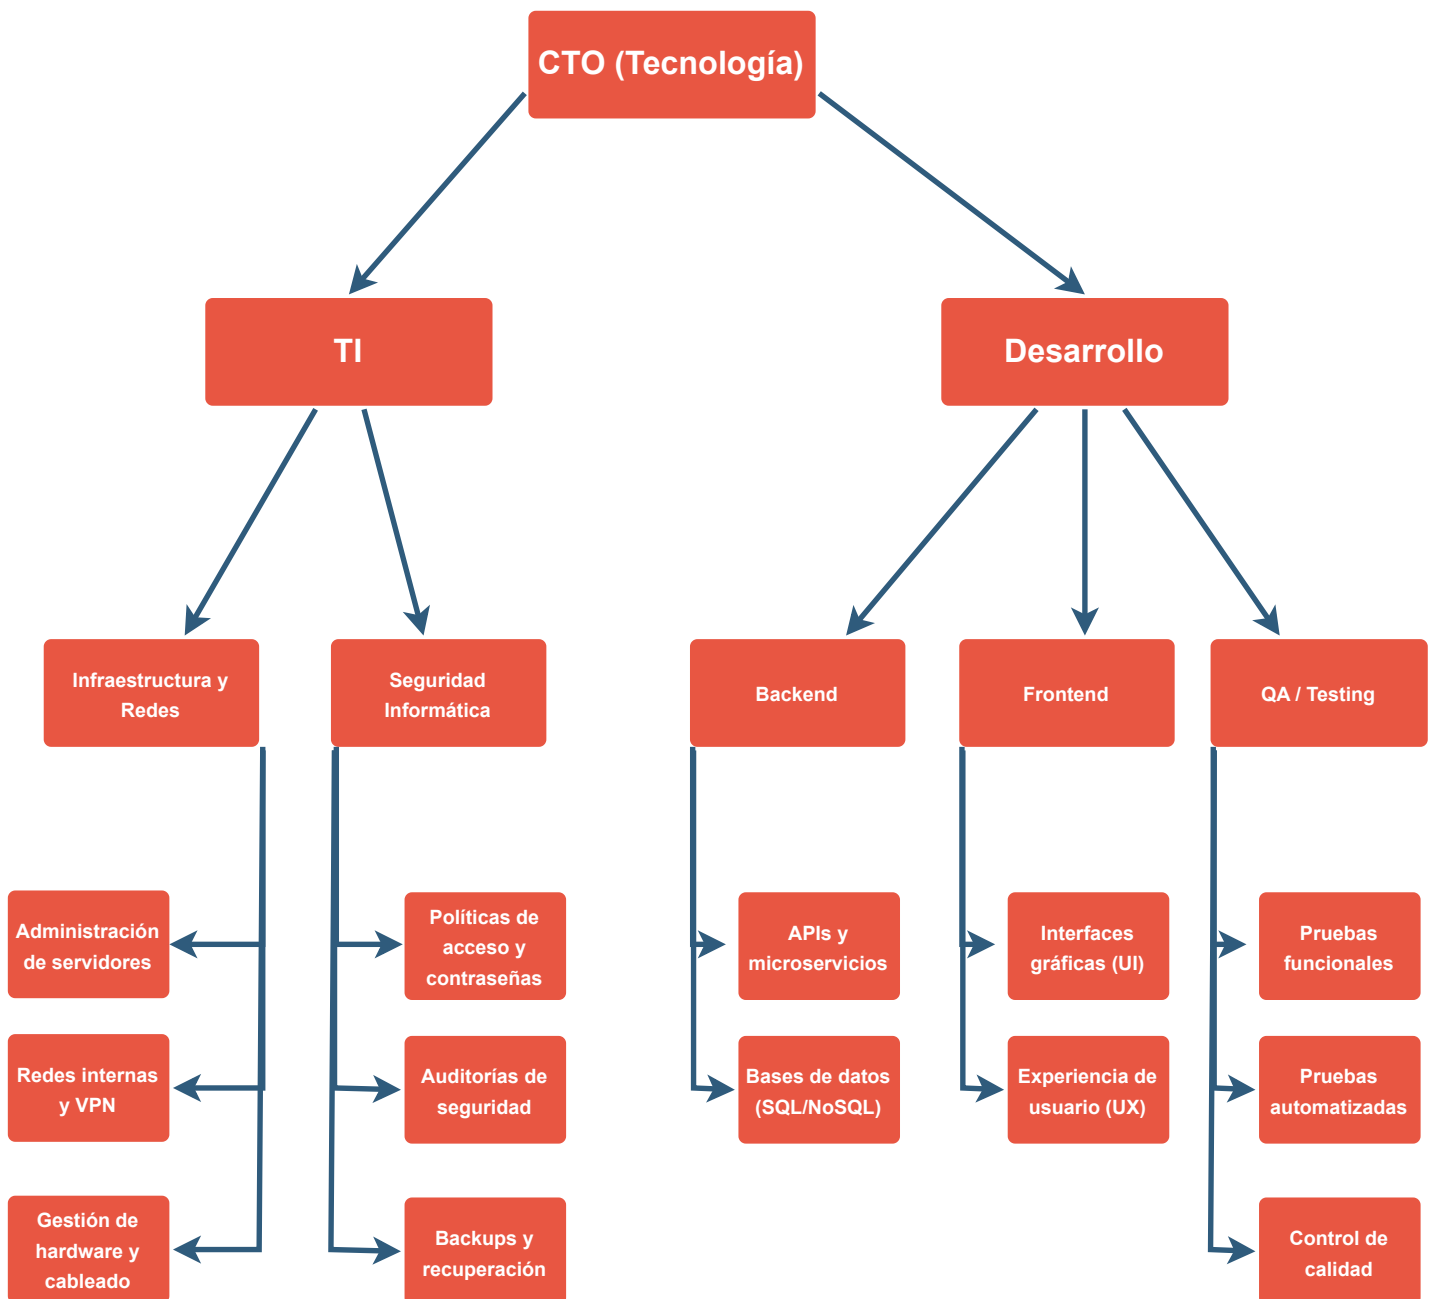 CTO (Tecnología)
TI
Desarrollo
Infraestructura y
Redes
Seguridad
Informática
Backend
Frontend
QA / Testing
Administración
de servidores
Políticas de
acceso y
contraseñas
APIs y
microservicios
Interfaces
gráficas (UI)
Pruebas
funcionales
Redes internas
y VPN
Auditorías de
seguridad
Bases de datos
(SQL/NoSQL)
Experiencia de
usuario (UX)
Pruebas
automatizadas
Gestión de
hardware y
cableado
Backups y
recuperación
Control de
calidad